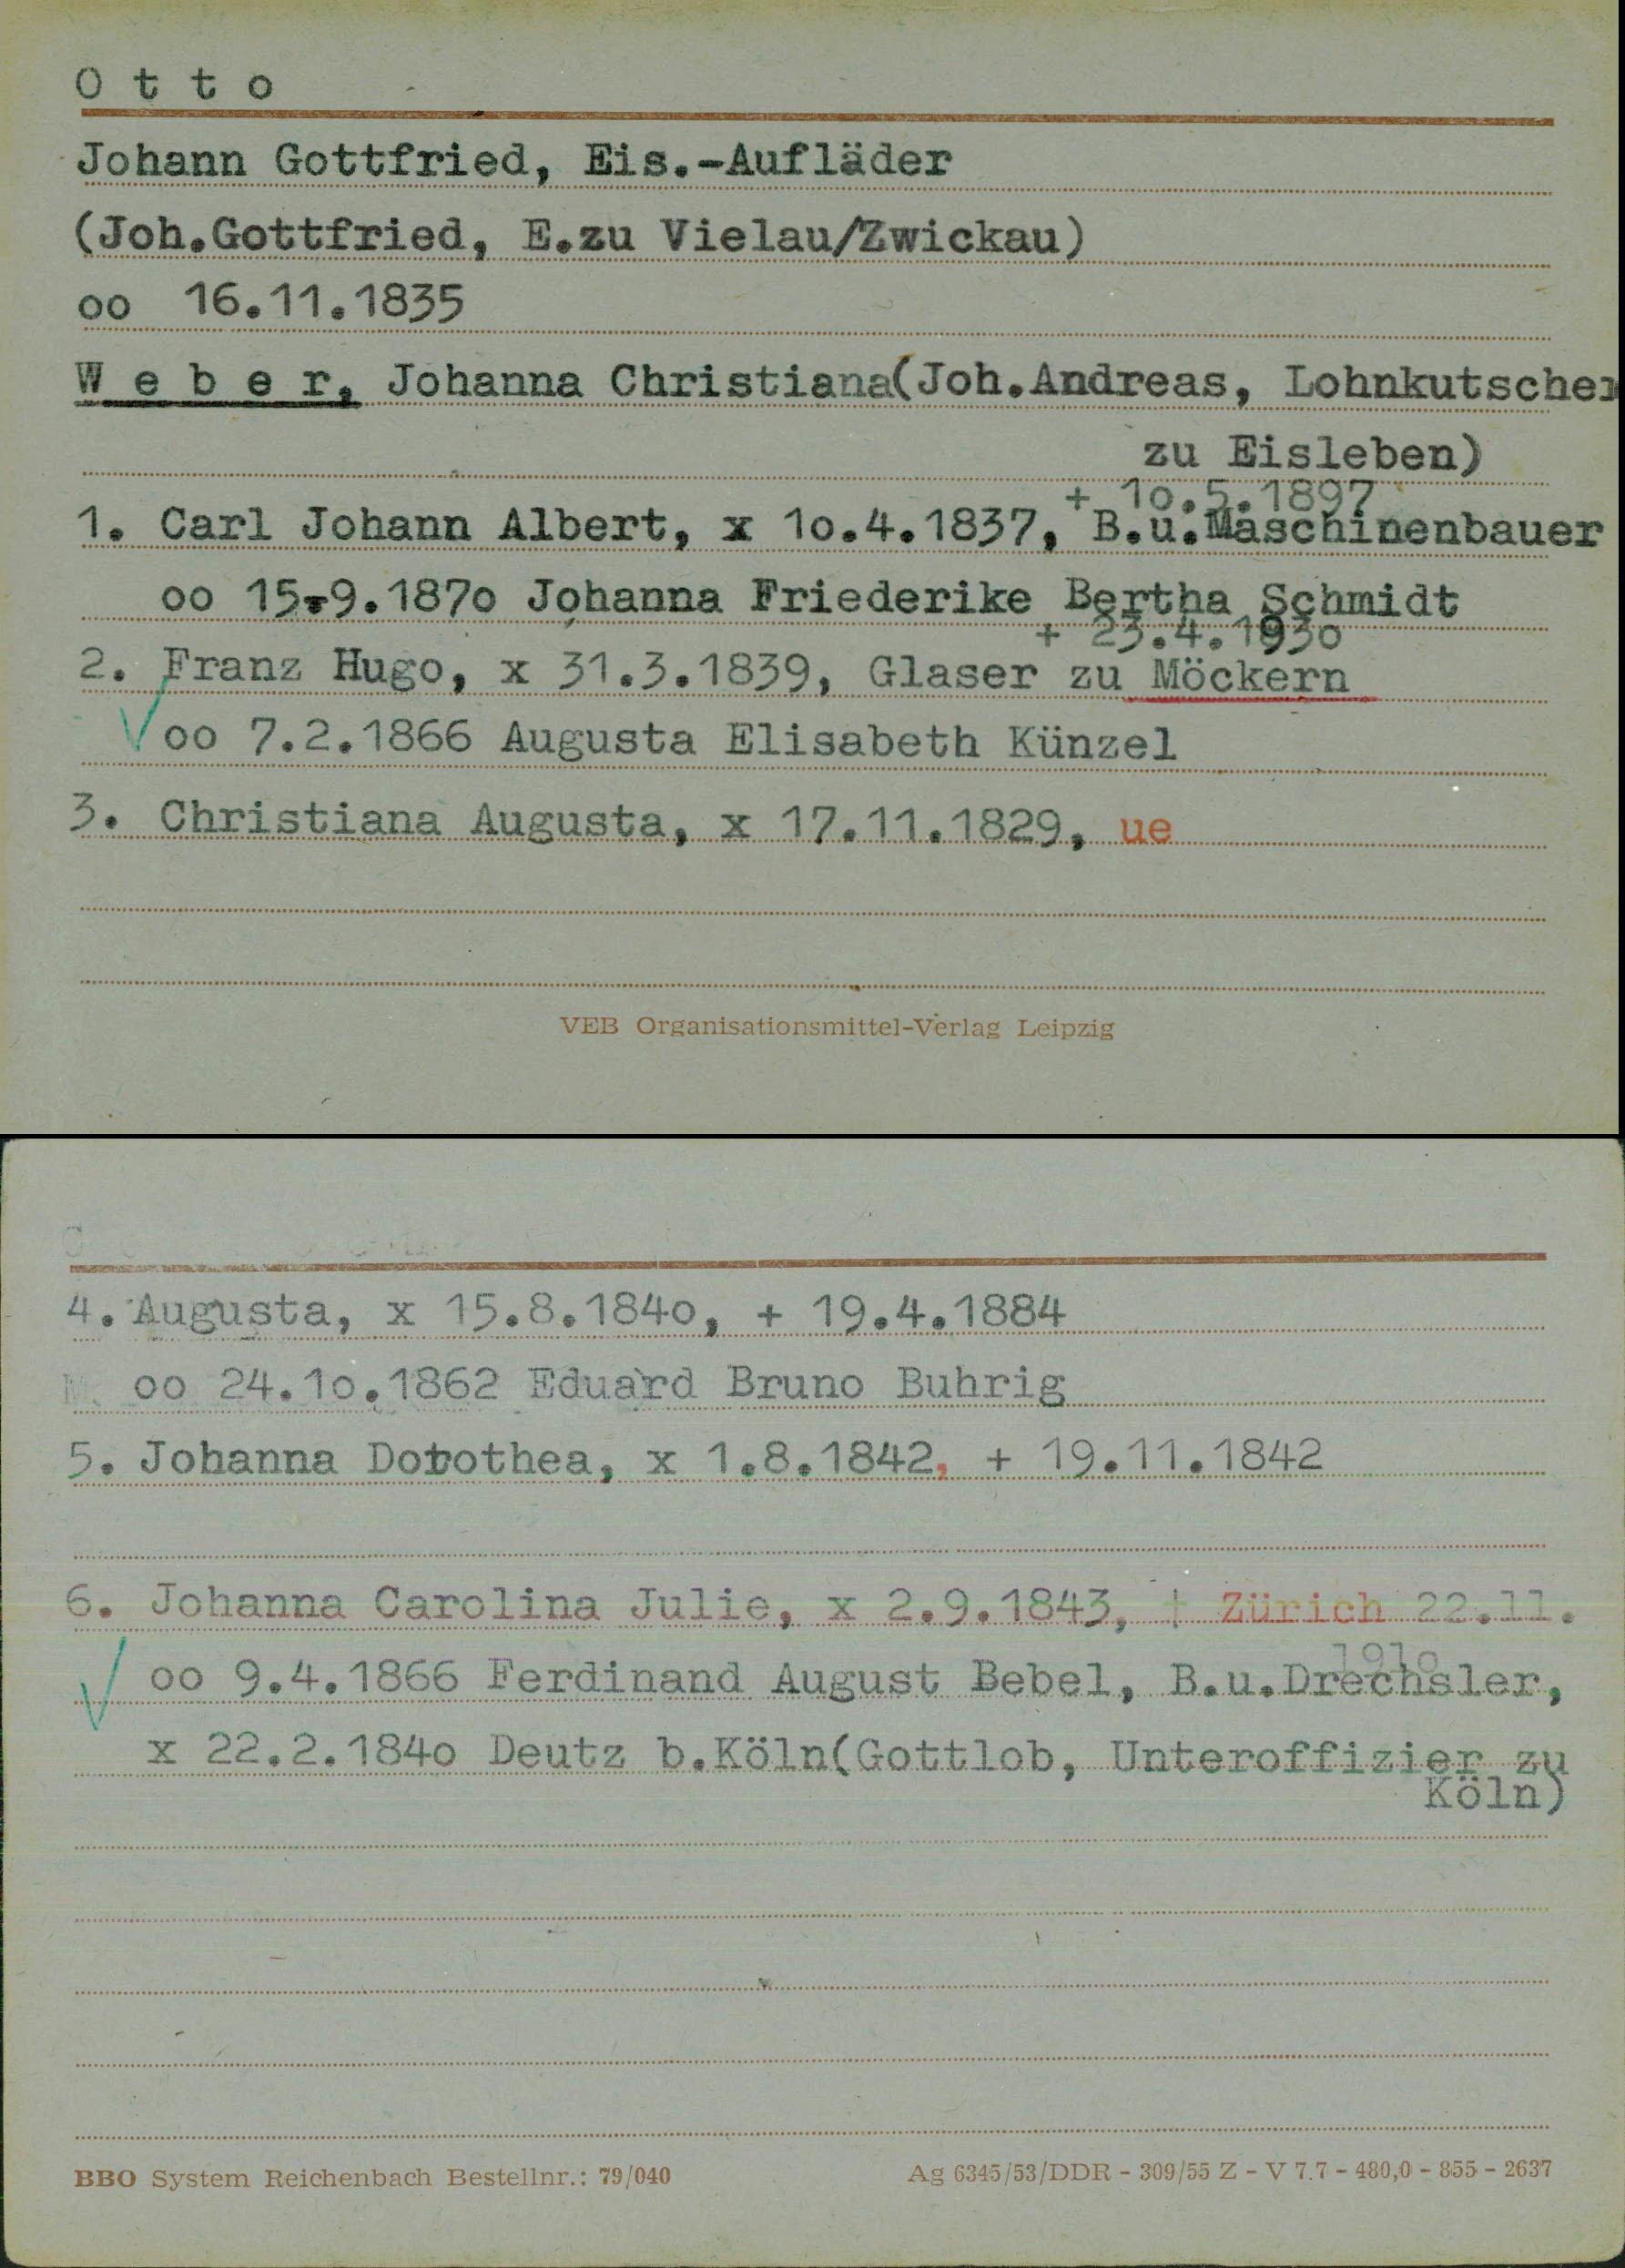 O t t o
Johann Gottfried, Eis.-Aufläder
(Joh.Gottfried, E.zu Vielau/Zwickau)
oo 16.11.1835
W e b e r, Johanna Christiana(Joh.Andreas, Lohnkutscher
zu Eisleben)
+ 1o.5.1897
1. Carl Johann Albert, x 1o.4.1837, B.u.Maschinenbauer
oo 15.9.187o Johanna Friederike Bertha Schmidt
+ 23.4.193o
2. Franz Hugo, x 31.3.1839, Glaser zu Möckern
oo 7.2.1866 Augusta Elisabeth Künzel
3. Christiana Augusta, x 17.11.1829, ue
VEB Organisationsmittel-Verlag Leipzig
4. Augusta, x 15.8.184o, + 19.4.1884
oo 24.1o.1862 Eduard Bruno Buhrig
5. Johanna Dorothea, x 1.8.1842, + 19.11.1842
6. Johanna Carolina Julie, x 2.9.1843, † Zürich 22.11.
191o
oo 9.4.1866 Ferdinand August Bebel, B.u.Drechsler,
x 22.2.184o Deutz b.Köln(Gottlob, Unteroffizier zu
Köln)
BBO System Reichenbach Bestellnr.: 79/040
Ag 6345/53/DDR - 309/55 Z - V 7.7 - 480,0 - 855 - 2637